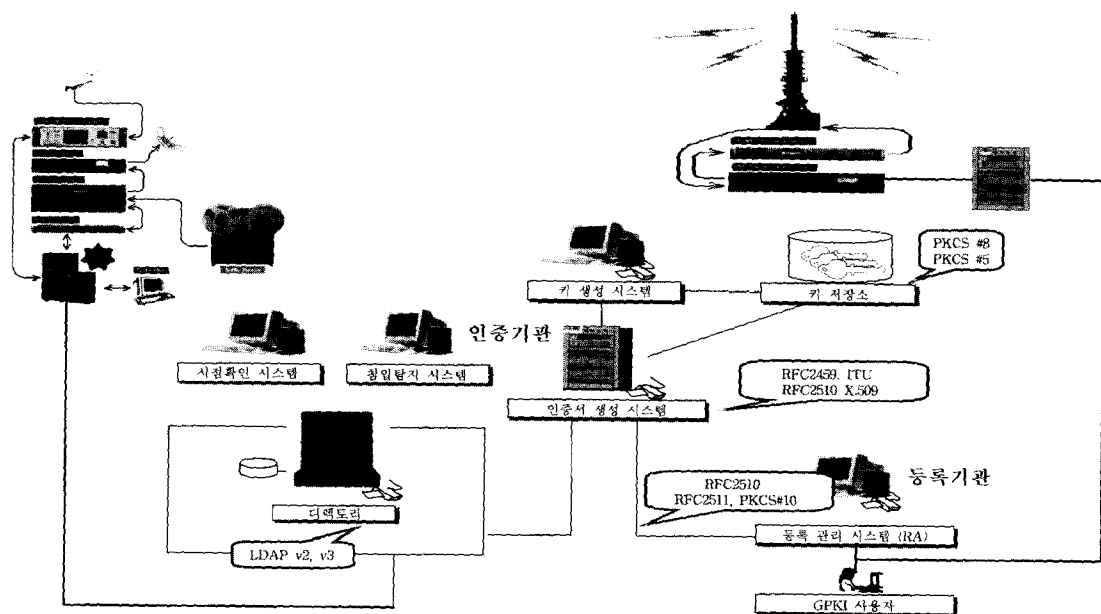 PKCS #8
PKCS #5
키 생성 시스템
키 저장소
인증기관
시점확인 시스템
침입탐지 시스템
RFC2459, ITU
RFC2510 X.509
인증서 생성 시스템
등록기관
RFC2510
RFC2511, PKCS#10
디렉토리
등록 관리 시스템 (RA)
LDAP v2, v3
GPKI 사용자